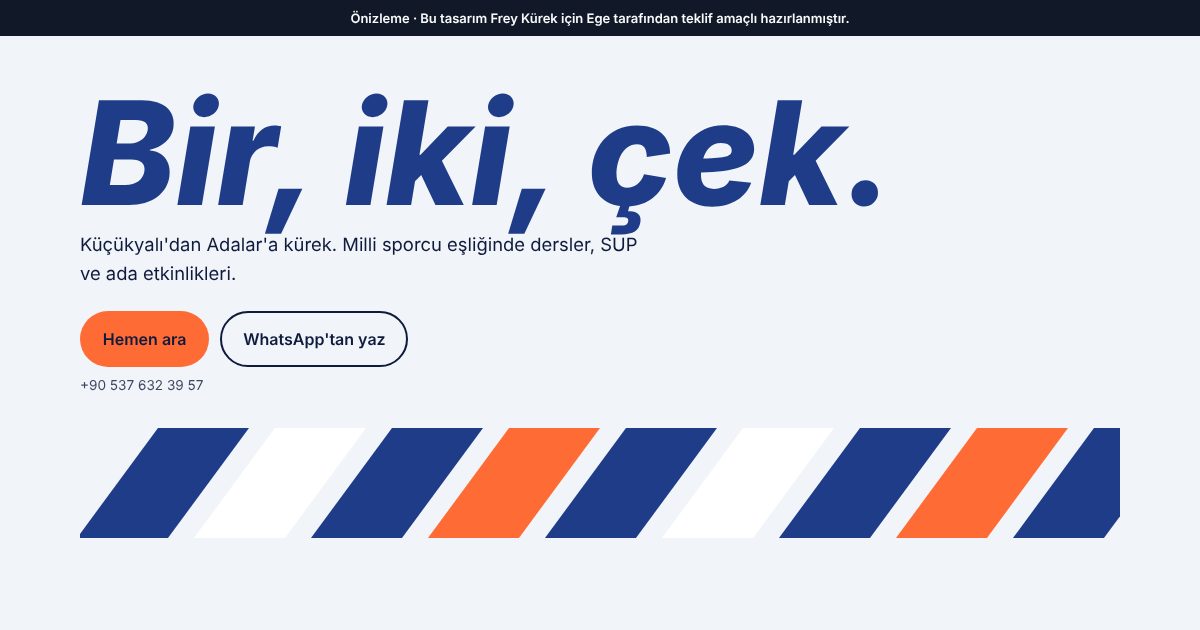 Önizleme · Bu tasarım Frey Kürek için Ege tarafından teklif amaçlı hazırlanmıştır.
Bir, iki, çek.
Küçükyalı'dan Adalar'a kürek. Milli sporcu eşliğinde dersler, SUP
ve ada etkinlikleri.
Hemen ara
WhatsApp'tan yaz
+90 537 632 39 57